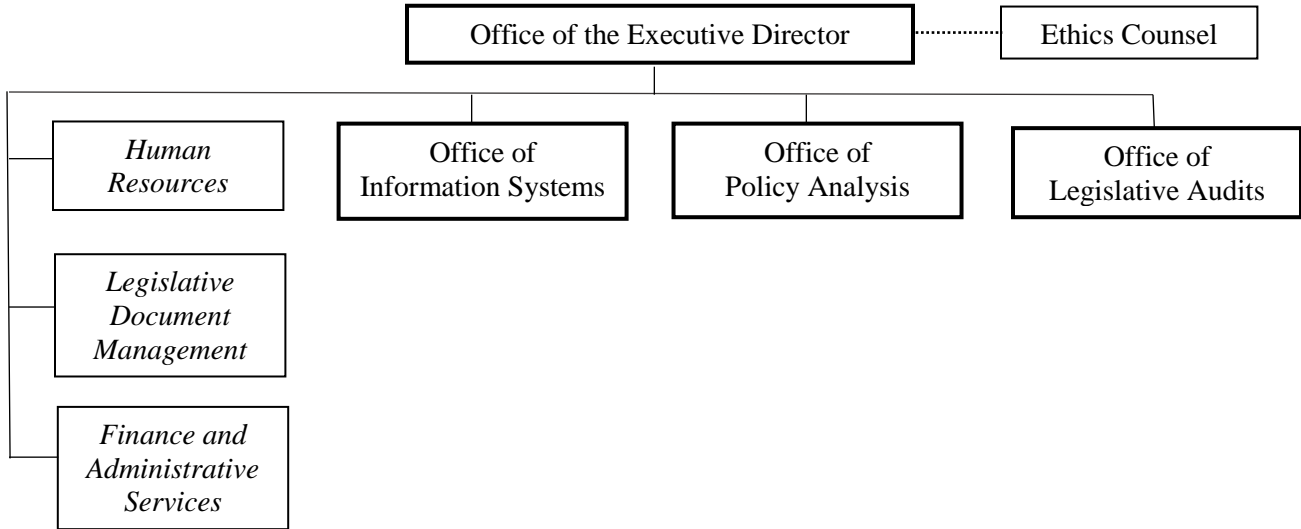 Office of the Executive Director
Ethics Counsel
Human
Resources
Office of
Information Systems
Office of
Policy Analysis
Office of
Legislative Audits
Legislative
Document
Management
Finance and
Administrative
Services